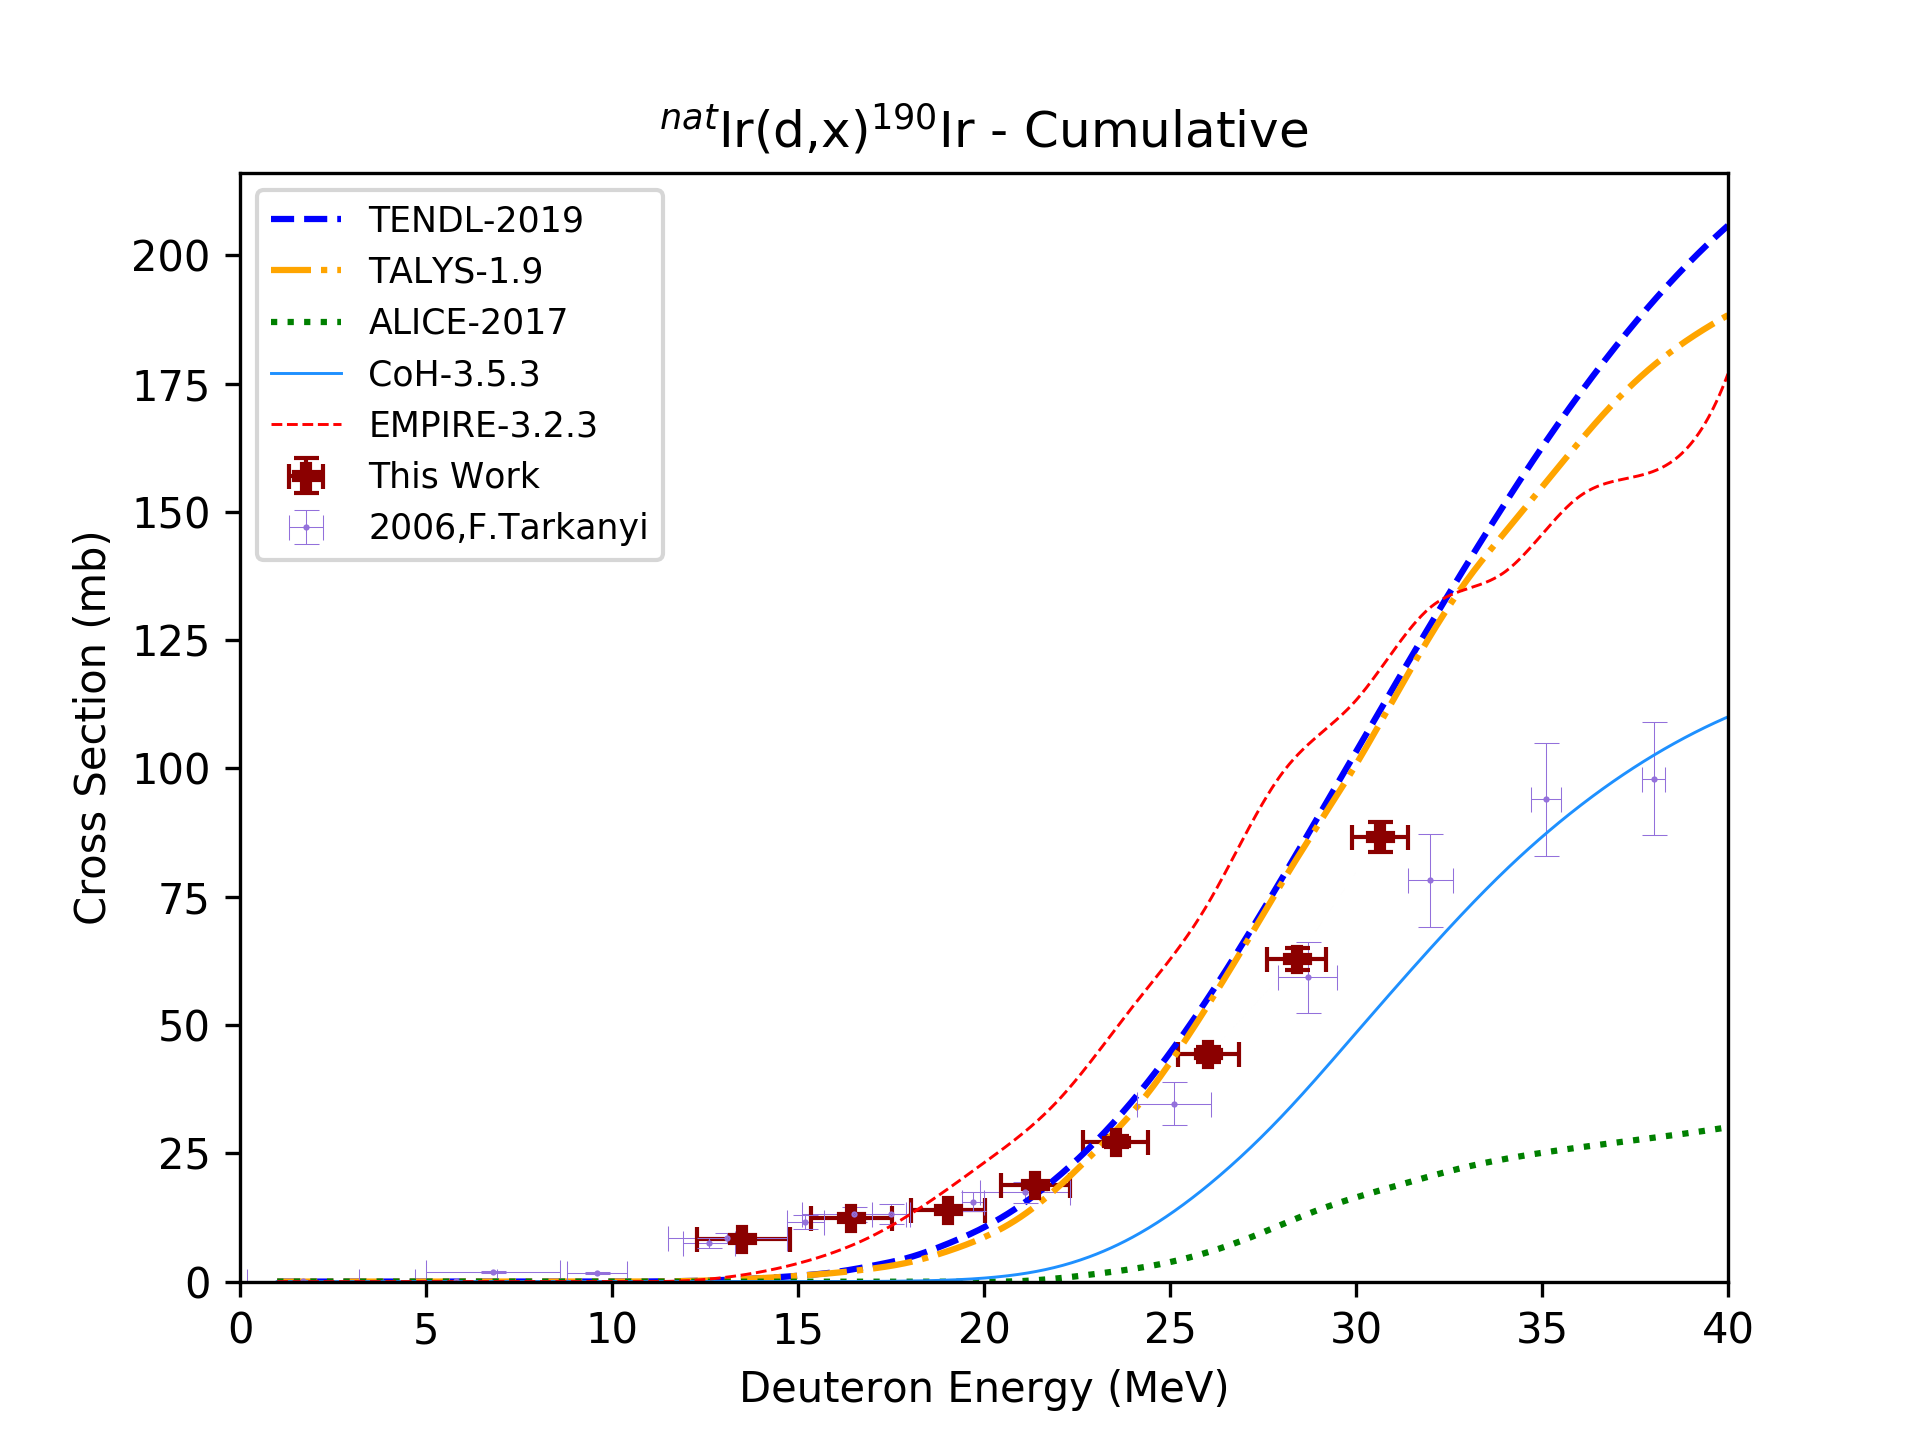 natIr(d,x)190Ir - Cumulative
TENDL-2019
TALYS-1.9
ALICE-2017
CoH-3.5.3
EMPIRE-3.2.3
This Work
2006,F.Tarkanyi
Cross Section (mb)
200
175
150
125
100
75
50
25
0
0 5 10 15 20 25 30 35 40
Deuteron Energy (MeV)